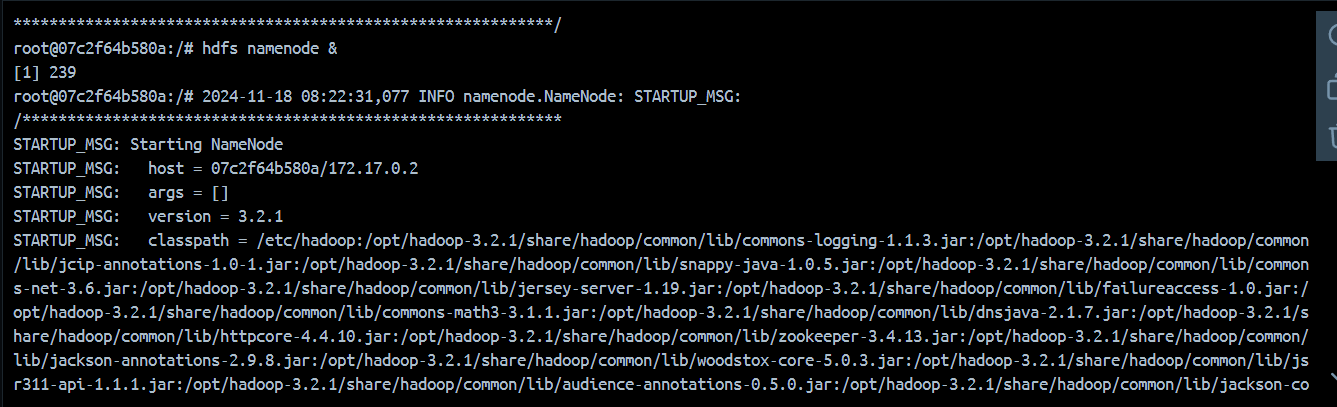 ************************************************************/
root@07c2f64b580a:/# hdfs namenode &
[1] 239
root@07c2f64b580a:/# 2024-11-18 08:22:31,077 INFO namenode.NameNode: STARTUP_MSG:
/************************************************************
STARTUP_MSG: Starting NameNode
STARTUP_MSG:   host = 07c2f64b580a/172.17.0.2
STARTUP_MSG:   args = []
STARTUP_MSG:   version = 3.2.1
STARTUP_MSG:   classpath = /etc/hadoop:/opt/hadoop-3.2.1/share/hadoop/common/lib/commons-logging-1.1.3.jar:/opt/hadoop-3.2.1/share/hadoop/common
/lib/jcip-annotations-1.0-1.jar:/opt/hadoop-3.2.1/share/hadoop/common/lib/snappy-java-1.0.5.jar:/opt/hadoop-3.2.1/share/hadoop/common/lib/common
s-net-3.6.jar:/opt/hadoop-3.2.1/share/hadoop/common/lib/jersey-server-1.19.jar:/opt/hadoop-3.2.1/share/hadoop/common/lib/failureaccess-1.0.jar:/
opt/hadoop-3.2.1/share/hadoop/common/lib/commons-math3-3.1.1.jar:/opt/hadoop-3.2.1/share/hadoop/common/lib/dnsjava-2.1.7.jar:/opt/hadoop-3.2.1/s
hare/hadoop/common/lib/httpcore-4.4.10.jar:/opt/hadoop-3.2.1/share/hadoop/common/lib/zookeeper-3.4.13.jar:/opt/hadoop-3.2.1/share/hadoop/common/
lib/jackson-annotations-2.9.8.jar:/opt/hadoop-3.2.1/share/hadoop/common/lib/woodstox-core-5.0.3.jar:/opt/hadoop-3.2.1/share/hadoop/common/lib/js
r311-api-1.1.1.jar:/opt/hadoop-3.2.1/share/hadoop/common/lib/audience-annotations-0.5.0.jar:/opt/hadoop-3.2.1/share/hadoop/common/lib/jackson-co